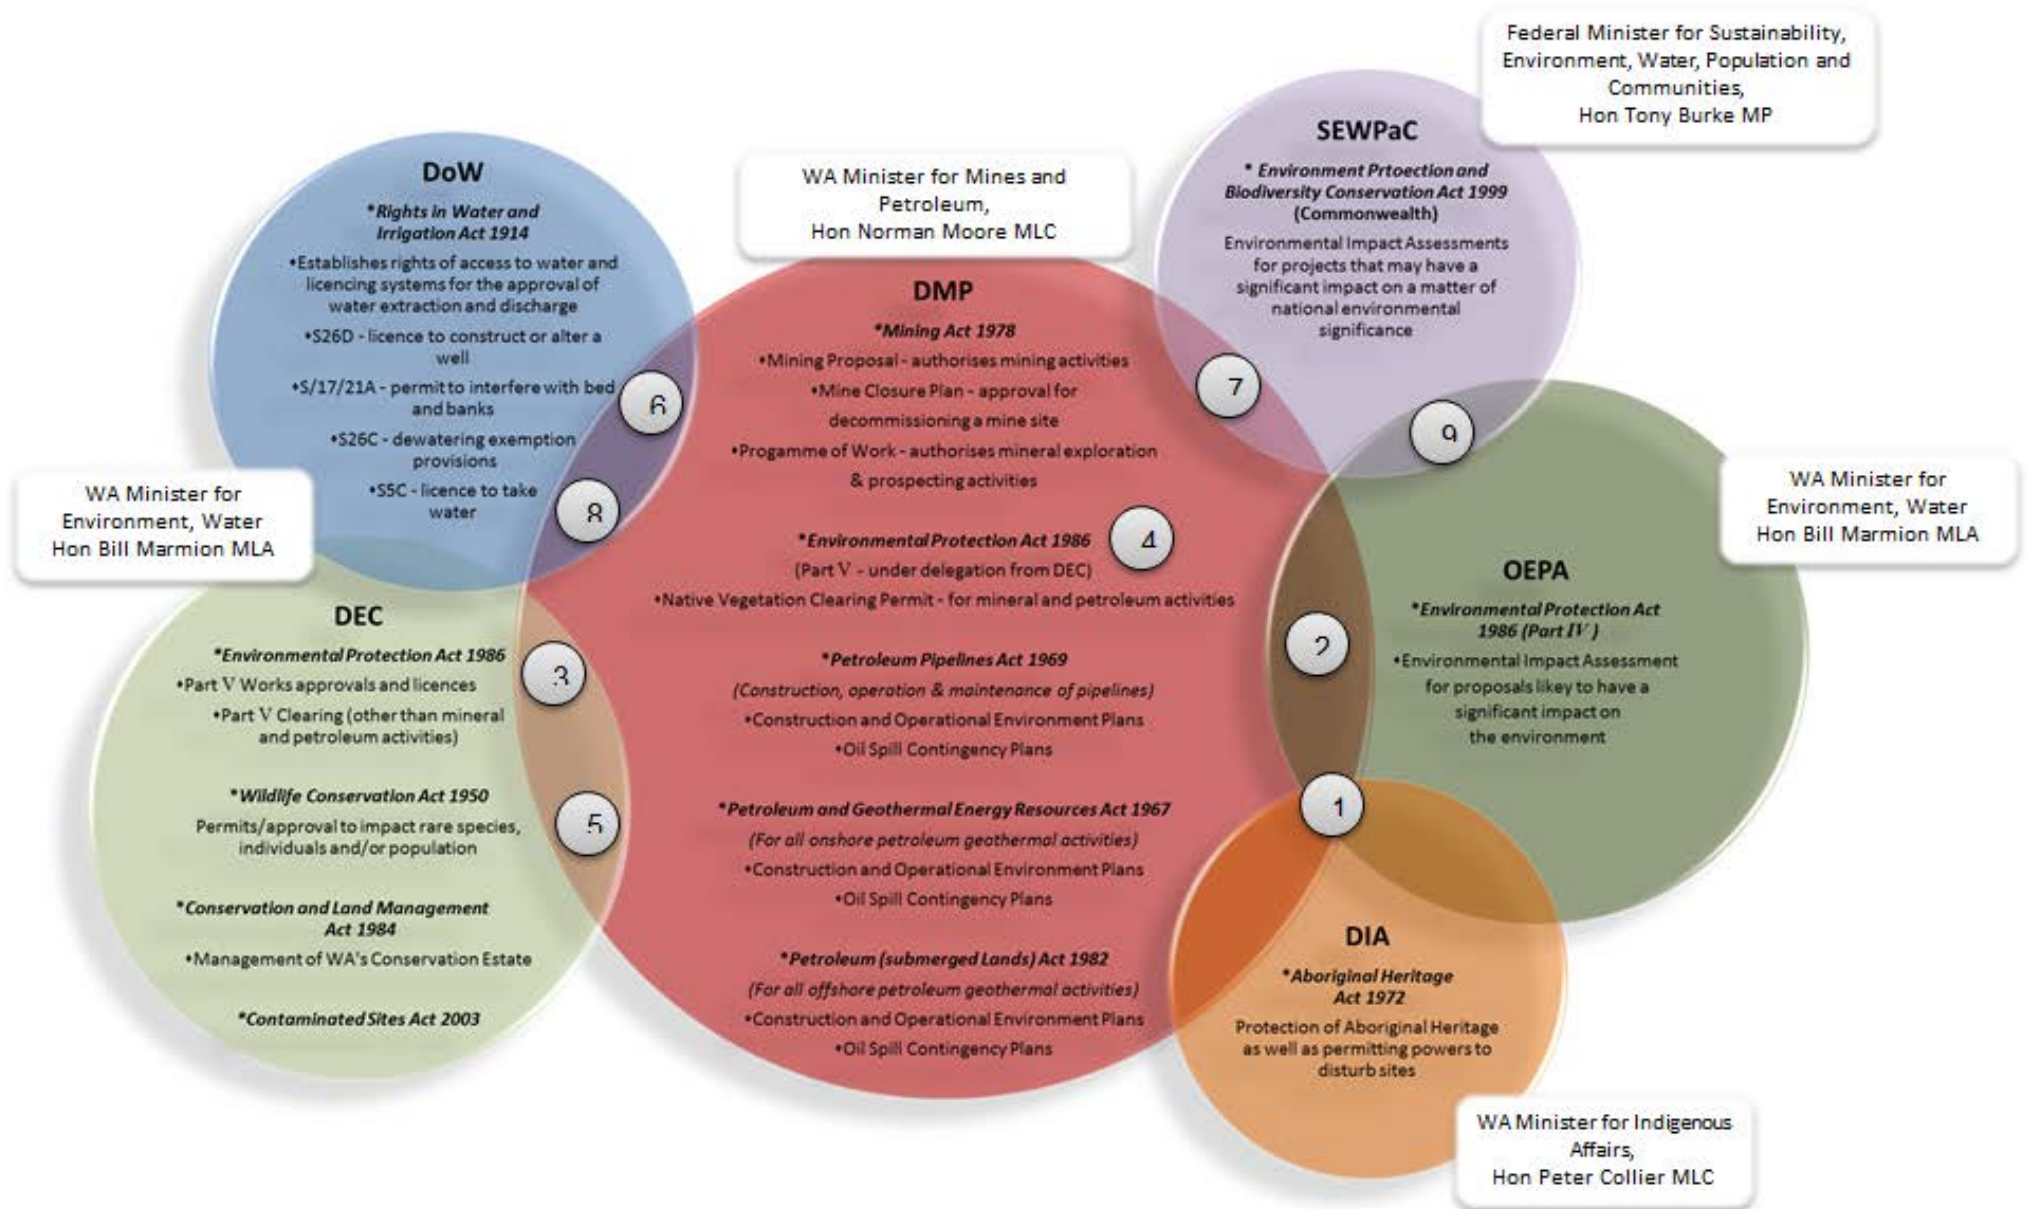 Federal Minister for Sustainability,
Environment, Water, Population and
Communities,
Hon Tony Burke MP
SEWPaC
* Environment Prtoection and
Biodiversity Conservation Act 1999
(Commonwealth)
Environmental Impact Assessments
for projects that may have a
significant impact on a matter of
national environmental
significance
DoW
*Rights in Water and
Irrigation Act 1914
•Establishes rights of access to water and
licencing systems for the approval of
water extraction and discharge
•S26D - licence to construct or alter a
well
•S/17/21A - permit to interfere with bed
and banks
•S26C - dewatering exemption
provisions
•S5C - licence to take
water
WA Minister for Mines and
Petroleum,
Hon Norman Moore MLC
DMP
*Mining Act 1978
•Mining Proposal - authorises mining activities
•Mine Closure Plan - approval for
decommissioning a mine site
•Progamme of Work - authorises mineral exploration
& prospecting activities
*Environmental Protection Act 1986
(Part V - under delegation from DEC)
•Native Vegetation Clearing Permit - for mineral and petroleum activities
*Petroleum Pipelines Act 1969
(Construction, operation & maintenance of pipelines)
•Construction and Operational Environment Plans
•Oil Spill Contingency Plans
*Petroleum and Geothermal Energy Resources Act 1967
(For all onshore petroleum geothermal activities)
•Construction and Operational Environment Plans
•Oil Spill Contingency Plans
*Petroleum (submerged Lands) Act 1982
(For all offshore petroleum geothermal activities)
•Construction and Operational Environment Plans
•Oil Spill Contingency Plans
6
7
9
8
4
3
2
5
1
WA Minister for
Environment, Water
Hon Bill Marmion MLA
DEC
*Environmental Protection Act 1986
•Part V Works approvals and licences
•Part V Clearing (other than mineral
and petroleum activities)
*Wildlife Conservation Act 1950
Permits/approval to impact rare species,
individuals and/or population
*Conservation and Land Management
Act 1984
•Management of WA's Conservation Estate
*Contaminated Sites Act 2003
WA Minister for
Environment, Water
Hon Bill Marmion MLA
OEPA
*Environmental Protection Act
1986 (Part IV )
•Environmental Impact Assessment
for proposals likely to have a
significant impact on
the environment
DIA
*Aboriginal Heritage
Act 1972
Protection of Aboriginal Heritage
as well as permitting powers to
disturb sites
WA Minister for Indigenous
Affairs,
Hon Peter Collier MLC